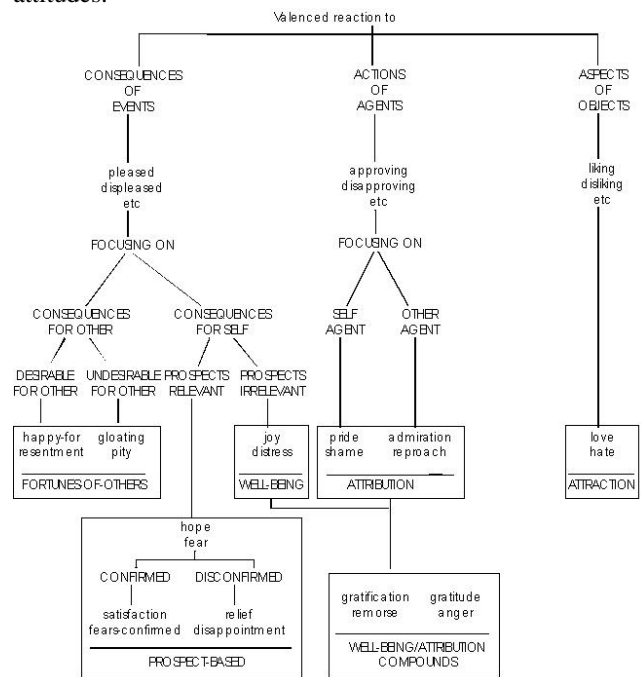 attitudes.
Valenced reaction to
CONSEQUENCES
OF
EVENTS
ACTIONS
OF
AGENTS
ASPECTS
OF
OBJECTS
pleased
displeased
etc
approving
disapproving
etc
liking
disliking
etc
FOCUSING ON
FOCUSING ON
CONSEQUENCES
FOR OTHER
CONSEQUENCES
FOR SELF
SELF
AGENT
OTHER
AGENT
DESIRABLE
FOR OTHER
UNDESIRABLE
FOR OTHER
PROSPECTS
RELEVANT
PROSPECTS
IRRELEVANT
happy-for
resentment
gloating
pity
FORTUNES-OF-OTHERS
joy
distress
WELL-BEING
pride
shame
admiration
reproach
ATTRIBUTION
love
hate
ATTRACTION
hope
fear
CONFIRMED
DISCONFIRMED
satisfaction
fears-confirmed
relief
disappointment
PROSPECT-BASED
gratification
remorse
gratitude
anger
WELL-BEING/ATTRIBUTION
COMPOUNDS